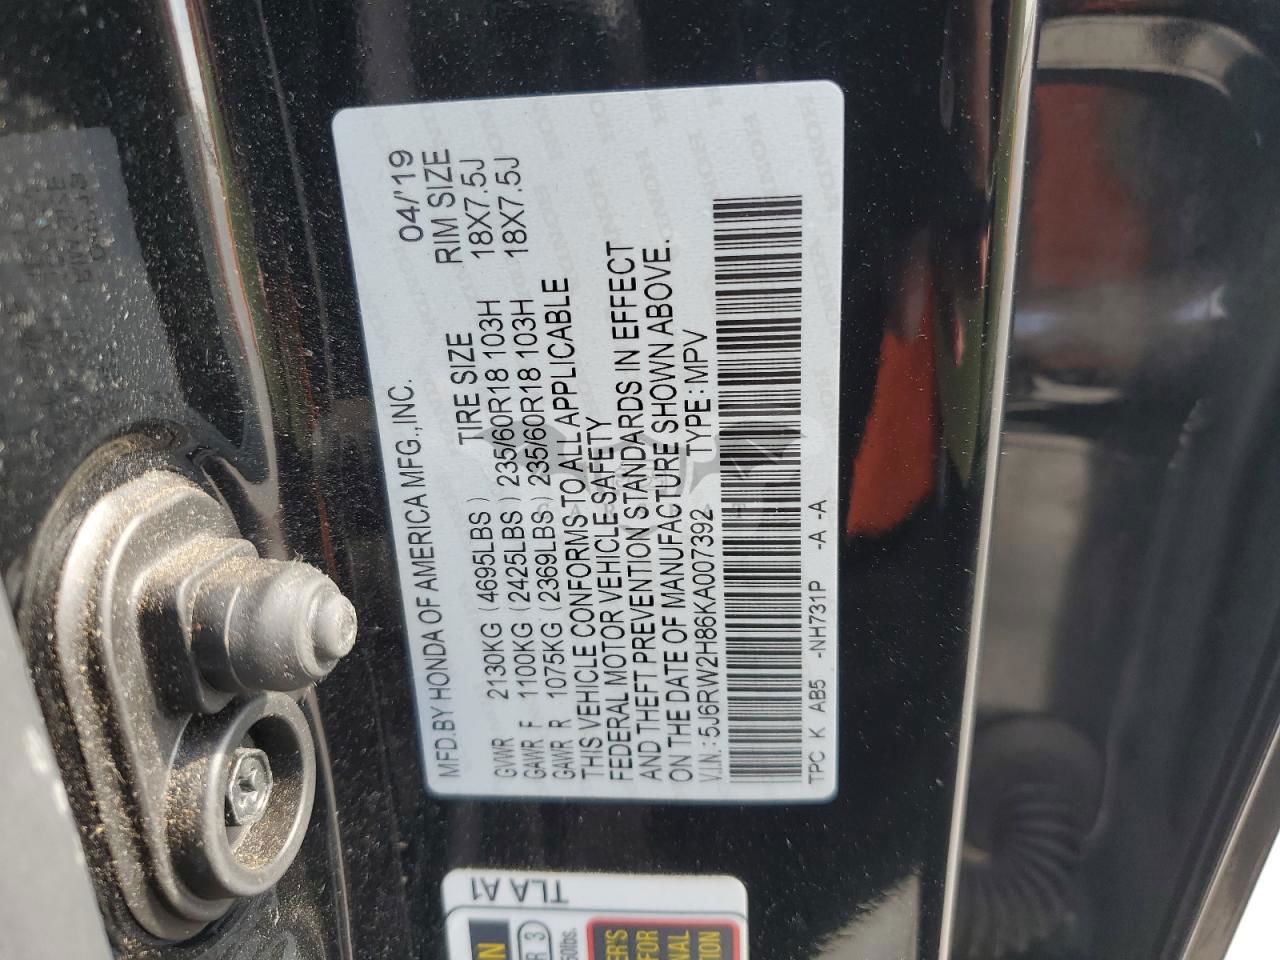 MFD.BY HONDA OF AMERICA MFG.,INC. 04/'19
TIRE SIZE RIM SIZE
GVWR 2130KG (4695LBS)
GAWR F 1100KG (2425LBS) 235/60R18 103H 18X7.5J
GAWR R 1075KG (2369LBS) 235/60R18 103H 18X7.5J
THIS VEHICLE CONFORMS TO ALL APPLICABLE
FEDERAL MOTOR VEHICLE SAFETY
AND THEFT PREVENTION STANDARDS IN EFFECT
ON THE DATE OF MANUFACTURE SHOWN ABOVE.
V.I.N.:5J6RW2H86KA007392 TYPE:MPV
TPC K AB5 -NH731P -A -A
TLA A1